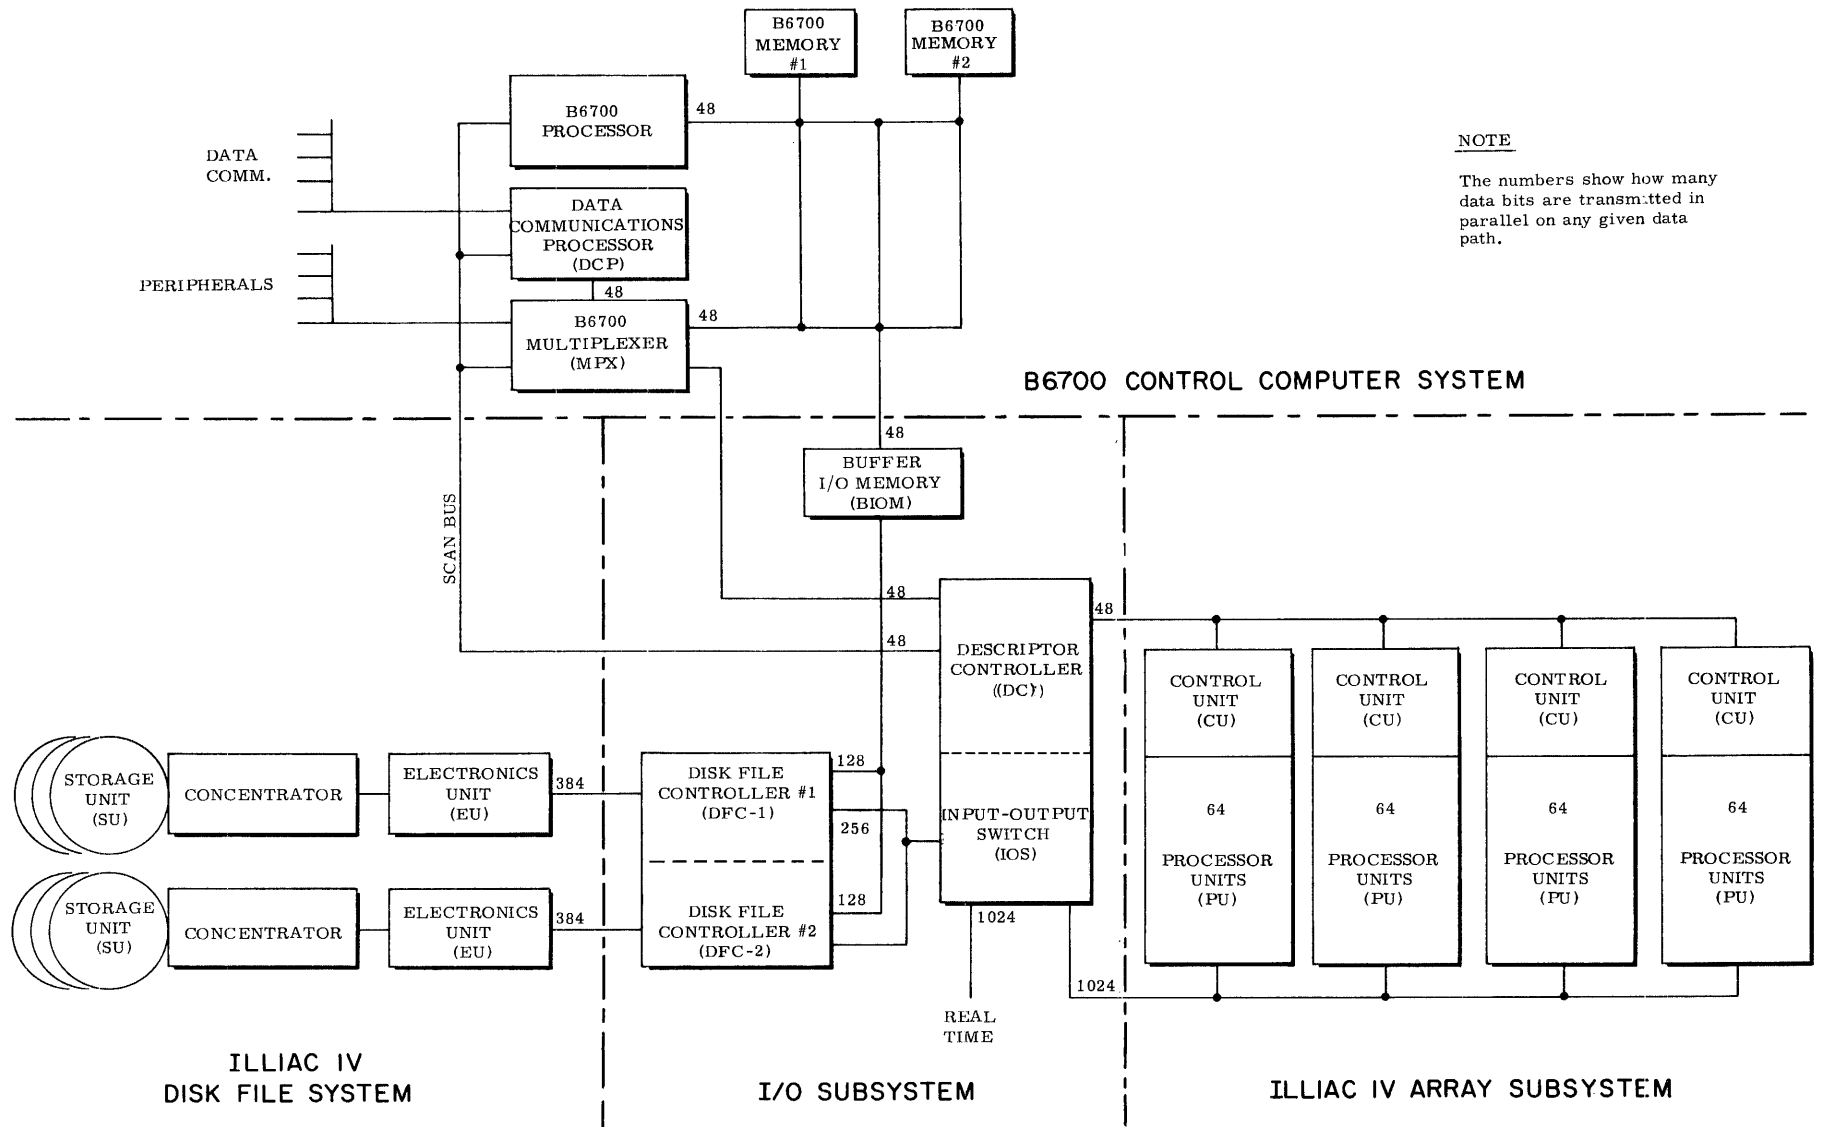 B6700
MEMORY
#1
B6700
MEMORY
#2
B6700
PROCESSOR
48
DATA
COMM.
DATA
COMMUNICATIONS
PROCESSOR
(DCP)
48
PERIPHERALS
B6700
MULTIPLEXER
(MPX)
48
NOTE
The numbers show how many
data bits are transmitted in
parallel on any given data
path.
B6700 CONTROL COMPUTER SYSTEM
48
BUFFER
I/O MEMORY
(BIOM)
SCAN BUS
48
48
DESCRIPTOR
CONTROLLER
((DC))
48
INPUT-OUTPUT
SWITCH
(IOS)
CONTROL
UNIT
(CU)
64
PROCESSOR
UNITS
(PU)
CONTROL
UNIT
(CU)
64
PROCESSOR
UNITS
(PU)
CONTROL
UNIT
(CU)
64
PROCESSOR
UNITS
(PU)
CONTROL
UNIT
(CU)
64
PROCESSOR
UNITS
(PU)
STORAGE
UNIT
(SU)
CONCENTRATOR
ELECTRONICS
UNIT
(EU)
384
DISK FILE
CONTROLLER #1
(DFC-1)
128
256
STORAGE
UNIT
(SU)
CONCENTRATOR
ELECTRONICS
UNIT
(EU)
384
DISK FILE
CONTROLLER #2
(DFC-2)
128
1024
REAL
TIME
1024
ILLIAC IV
DISK FILE SYSTEM
I/O SUBSYSTEM
ILLIAC IV ARRAY SUBSYSTEM